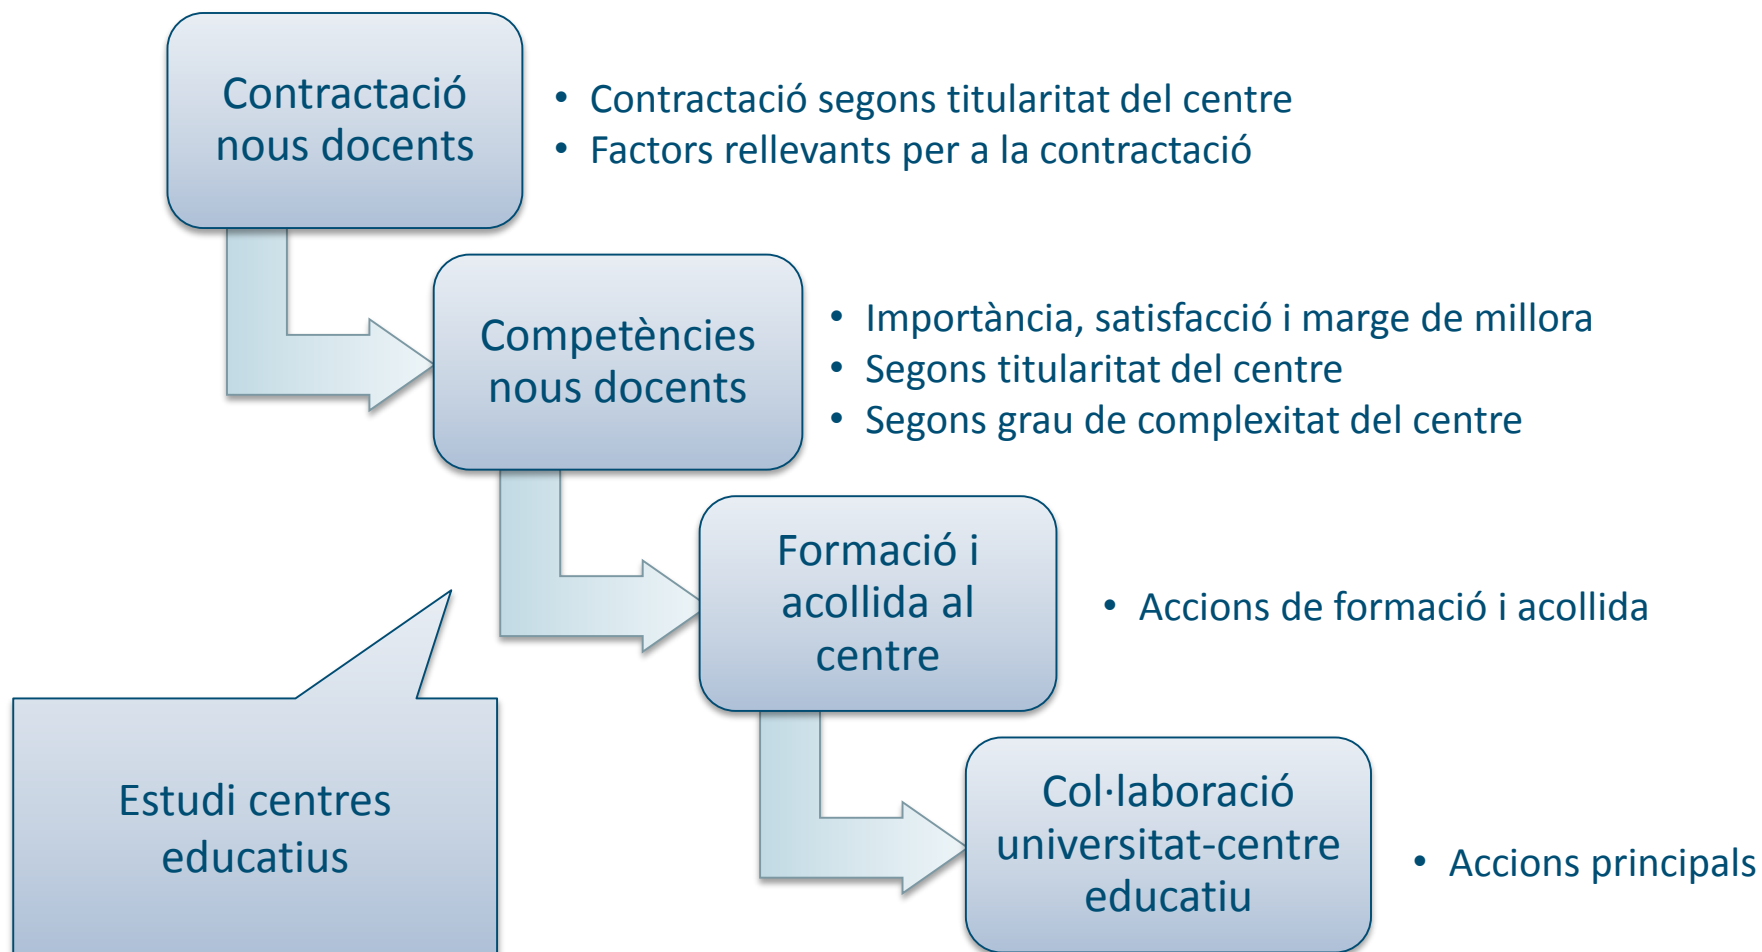 Contractació
nous docents
• Contractació segons titularitat del centre
• Factors rellevants per a la contractació
Competències
nous docents
• Importància, satisfacció i marge de millora
• Segons titularitat del centre
• Segons grau de complexitat del centre
Formació i
acollida al
centre
• Accions de formació i acollida
Estudi centres
educatius
Col·laboració
universitat-centre
educatiu
• Accions principals